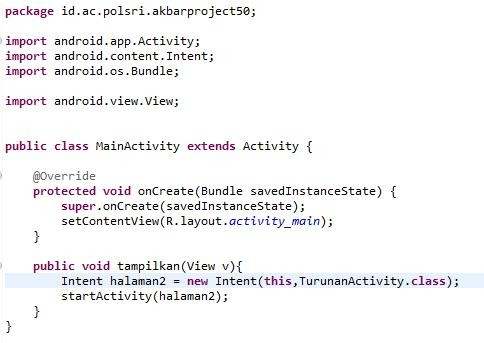 package id.ac.polsri.akbarproject50;
import android.app.Activity;
import android.content.Intent;
import android.os.Bundle;
import android.view.View;
public class MainActivity extends Activity {
@Override
protected void onCreate(Bundle savedInstanceState) {
super.onCreate(savedInstanceState);
setContentView(R.layout.activity_main);
}
public void tampilkan(View v){
Intent halaman2 = new Intent(this,TurunanActivity.class);
startActivity(halaman2);
}
}